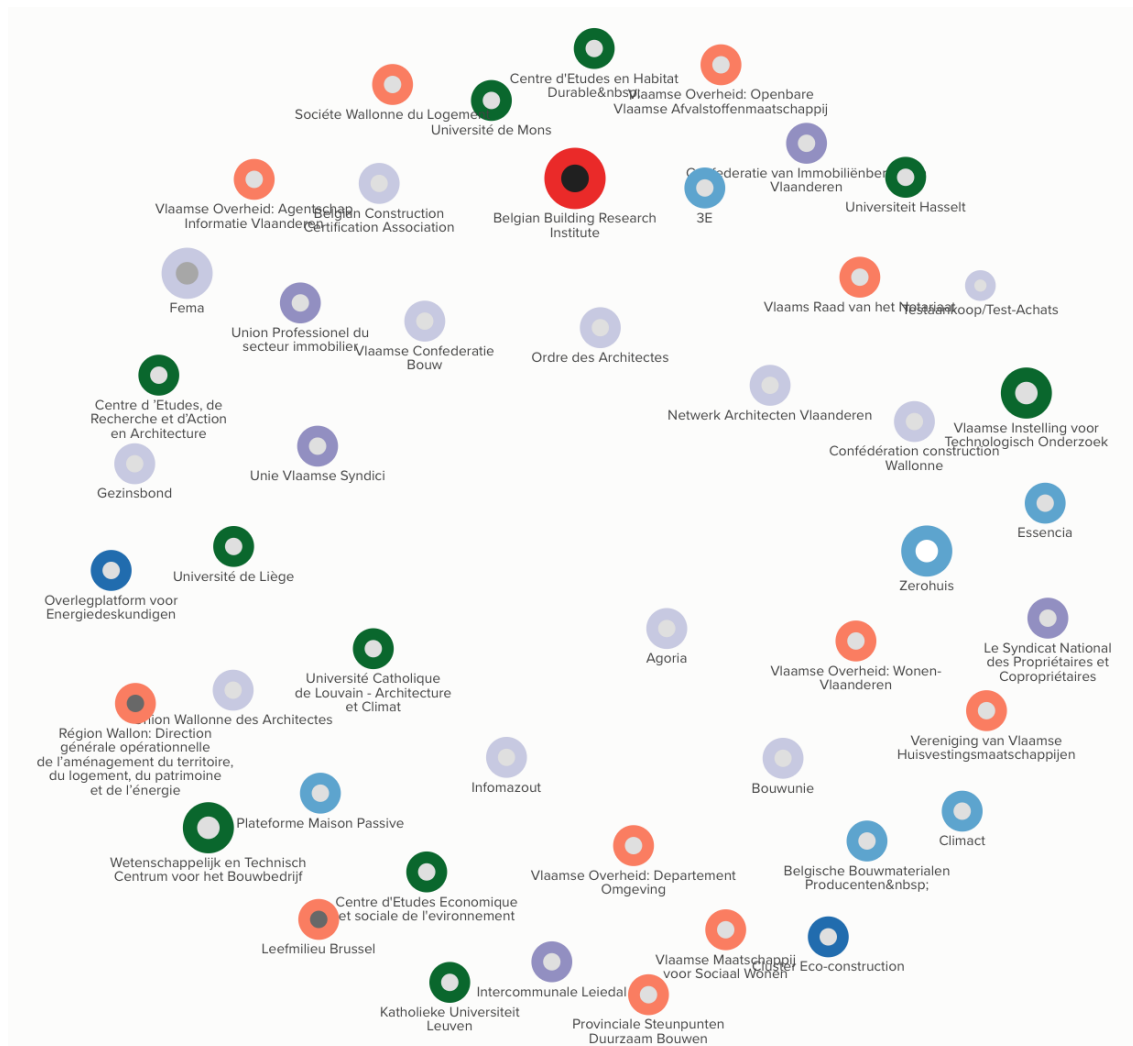 Centre d'Etudes en Habitat
Durable&nbsp;
Vlaamse Overheid: Openbare
Vlaamse Afvalstoffenmaatschappij
Sociéte Wallonne du Logement
Université de Mons
Confederatie van Immobiliënberoepen
Vlaanderen
Universiteit Hasselt
Vlaamse Overheid: Agentschap
Informatie Vlaanderen
Belgian Construction
Certification Association
Belgian Building Research
Institute
3E
Fema
Union Professionel du
secteur immobilier
Vlaamse Confederatie
Bouw
Ordre des Architectes
Vlaams Raad van het Notariaat
Testaankoop/Test-Achats
Centre d 'Etudes, de
Recherche et d'Action
en Architecture
Netwerk Architecten Vlaanderen
Confédération construction
Wallonne
Vlaamse Instelling voor
Technologisch Onderzoek
Gezinsbond
Unie Vlaamse Syndici
Essencia
Overlegplatform voor
Energiedeskundigen
Université de Liège
Zerohuis
Agoria
Vlaamse Overheid: Wonen-
Vlaanderen
Le Syndicat National
des Propriétaires et
Copropriétaires
Université Catholique
de Louvain - Architecture
et Climat
Union Wallonne des Architectes
Région Wallon: Direction
générale opérationnelle
de l'aménagement du territoire,
du logement, du patrimoine
et de l'énergie
Vereniging van Vlaamse
Huisvestingsmaatschappijen
Infomazout
Bouwunie
Plateforme Maison Passive
Climact
Wetenschappelijk en Technisch
Centrum voor het Bouwbedrijf
Vlaamse Overheid: Departement
Omgeving
Belgische Bouwmaterialen
Producenten&nbsp;
Centre d'Etudes Economique
et sociale de l'evironnement
Leefmilieu Brussel
Vlaamse Maatschappij
voor Sociaal Wonen
Cluster Eco-construction
Katholieke Universiteit
Leuven
Intercommunale Leiedal
Provinciale Steunpunten
Duurzaam Bouwen